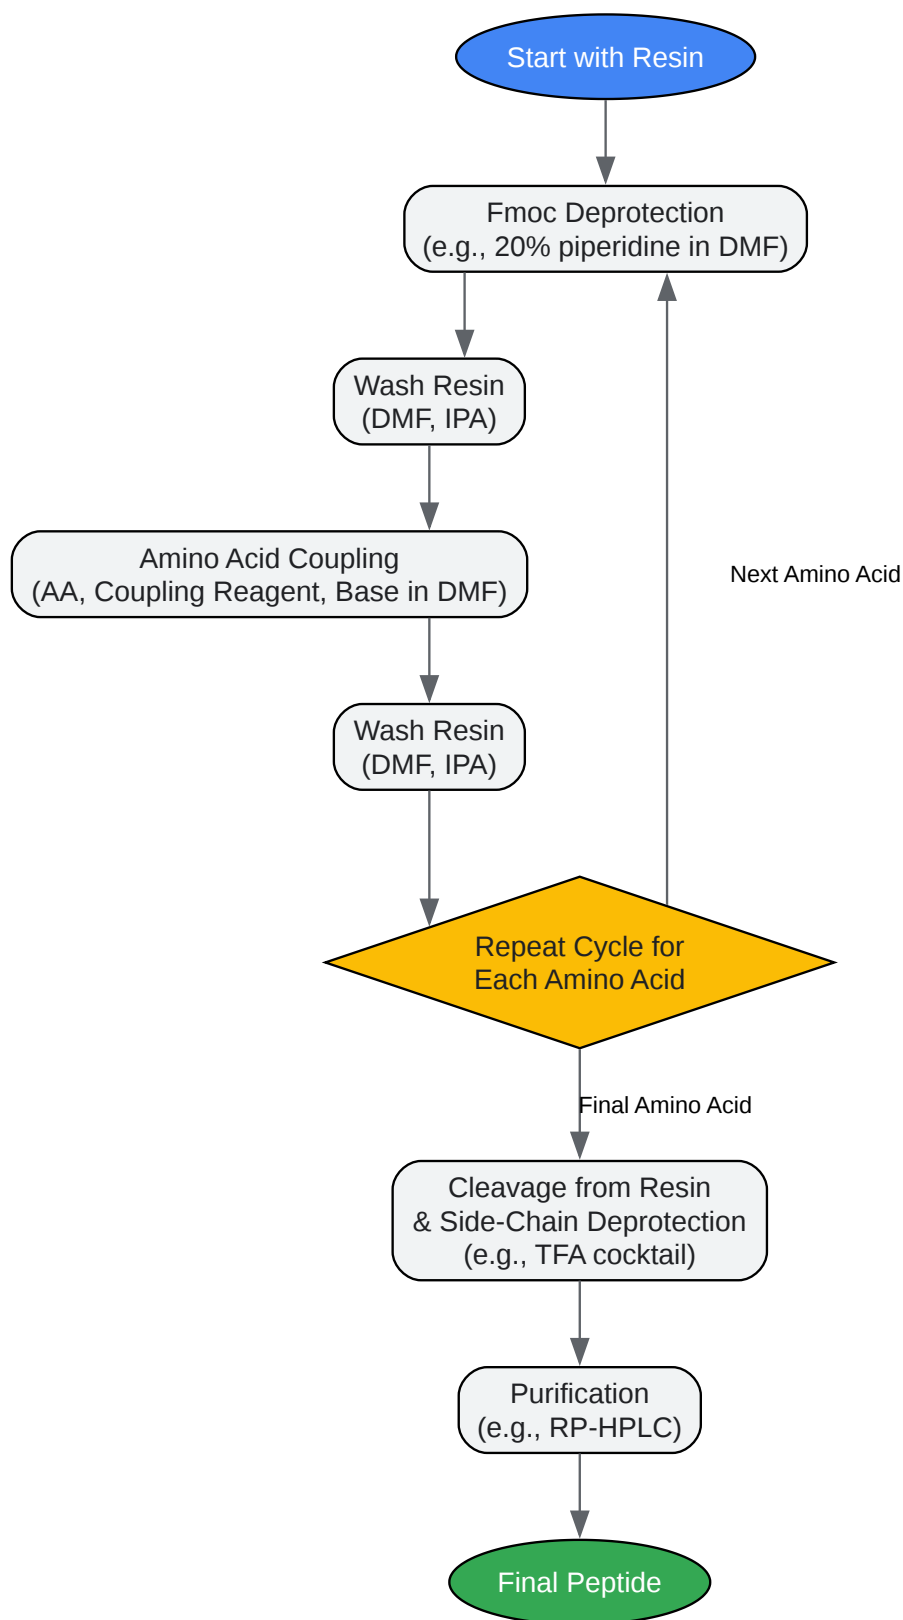 Start with Resin
Fmoc Deprotection
(e.g., 20% piperidine in DMF)
Wash Resin
(DMF, IPA)
Amino Acid Coupling
(AA, Coupling Reagent, Base in DMF)
Next Amino Acid
Wash Resin
(DMF, IPA)
Repeat Cycle for
Each Amino Acid
Final Amino Acid
Cleavage from Resin
& Side-Chain Deprotection
(e.g., TFA cocktail)
Purification
(e.g., RP-HPLC)
Final Peptide